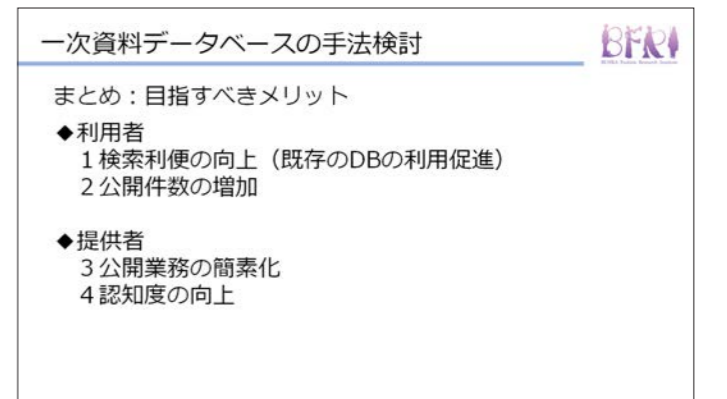 一次資料データベースの手法検討
BFRI
まとめ：目指すべきメリット
◆利用者
１検索利便の向上（既存のDBの利用促進）
２公開件数の増加
◆提供者
３公開業務の簡素化
４認知度の向上